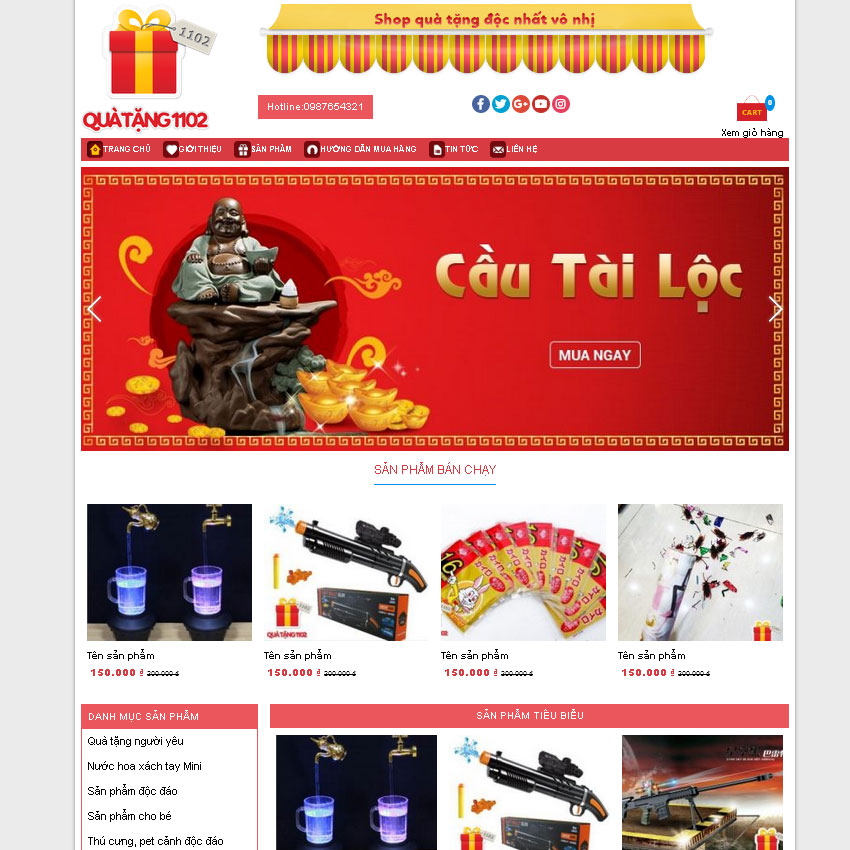 Shop quà tặng độc nhất vô nhị
1102
QUÀ TẶNG 1102
Hotline:0987654321
0
CART
Xem giỏ hàng
TRANG CHỦ GIỚI THIỆU SẢN PHẨM HƯỚNG DẪN MUA HÀNG TIN TỨC LIÊN HỆ
Cầu Tài Lộc
MUA NGAY
SẢN PHẨM BÁN CHẠY
QUÀ TẶNG 1102
Tên sản phẩm Tên sản phẩm Tên sản phẩm Tên sản phẩm
150.000 ₫ 200.000 ₫ 150.000 ₫ 200.000 ₫ 150.000 ₫ 200.000 ₫ 150.000 ₫ 200.000 ₫
DANH MỤC SẢN PHẨM
SẢN PHẨM TIÊU BIỂU
Quà tặng người yêu
Nước hoa xách tay Mini
Sản phẩm độc đáo
Sản phẩm cho bé
Thú cưng, pet cảnh độc đáo